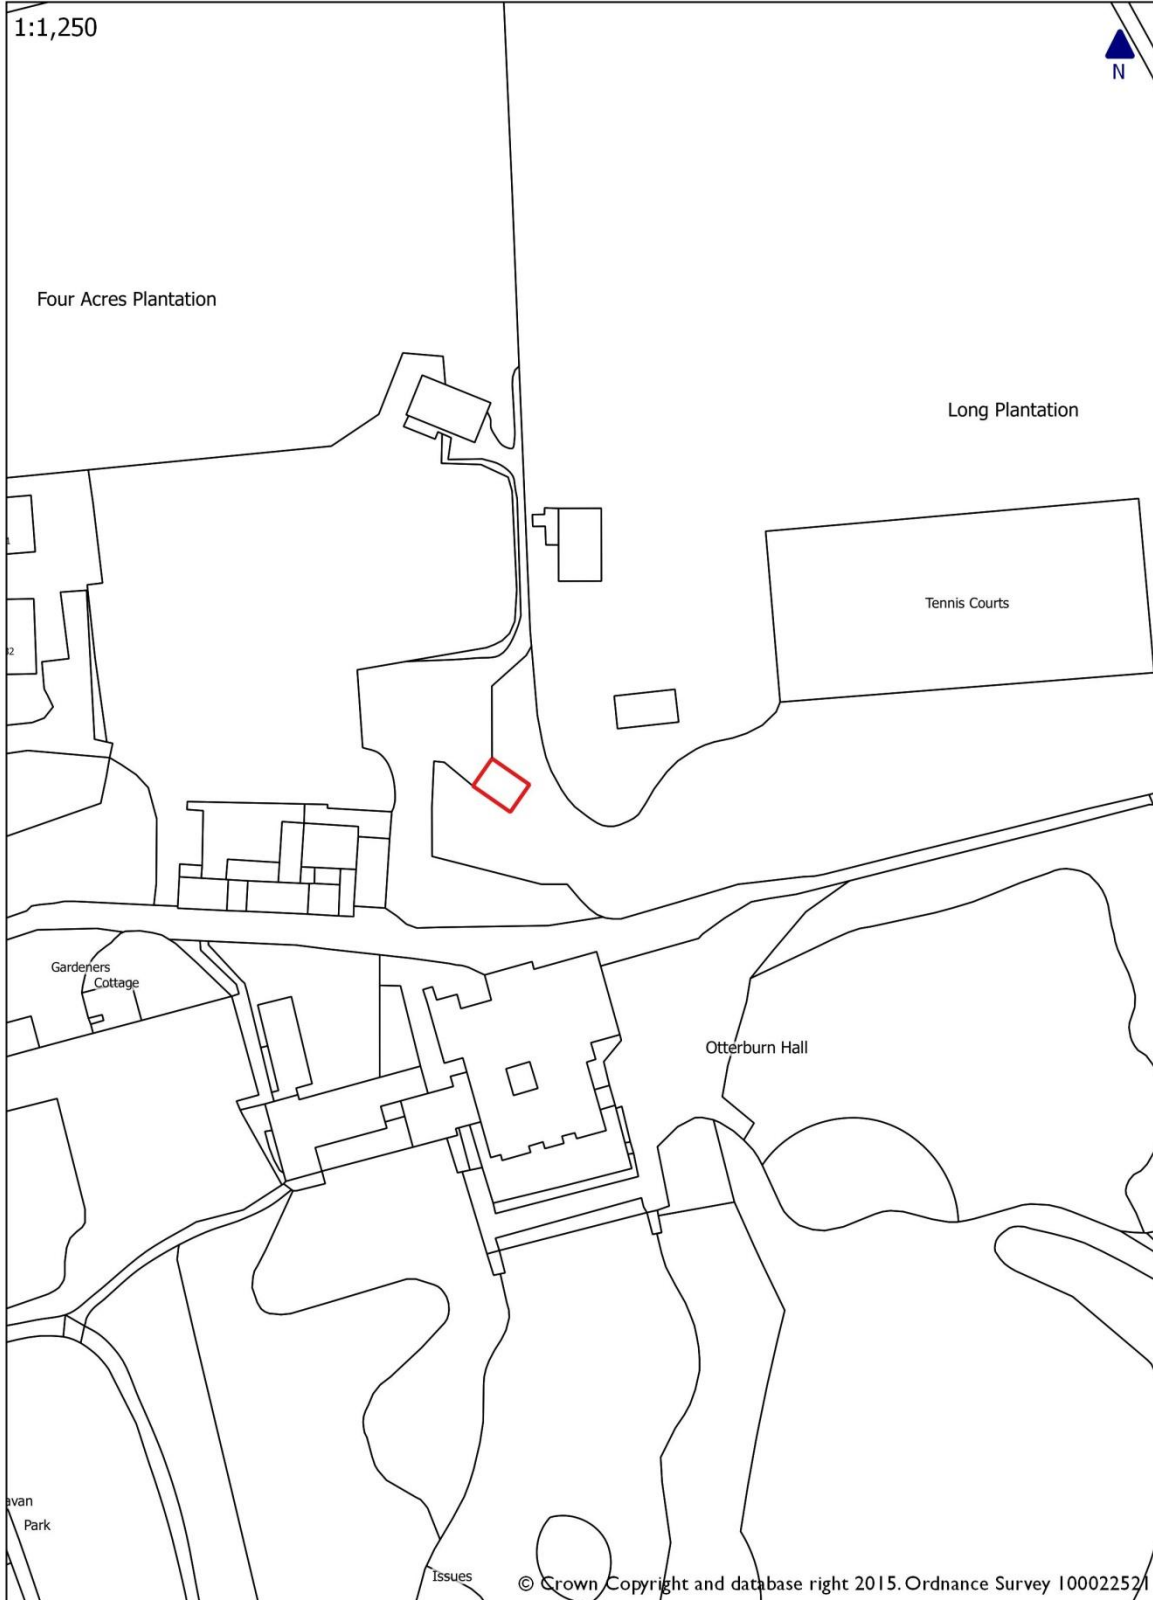 1:1,250
N
Four Acres Plantation
Long Plantation
Tennis Courts
Gardeners
Cottage
Otterburn Hall
avan
Park
Issues
© Crown Copyright and database right 2015. Ordnance Survey 100022521